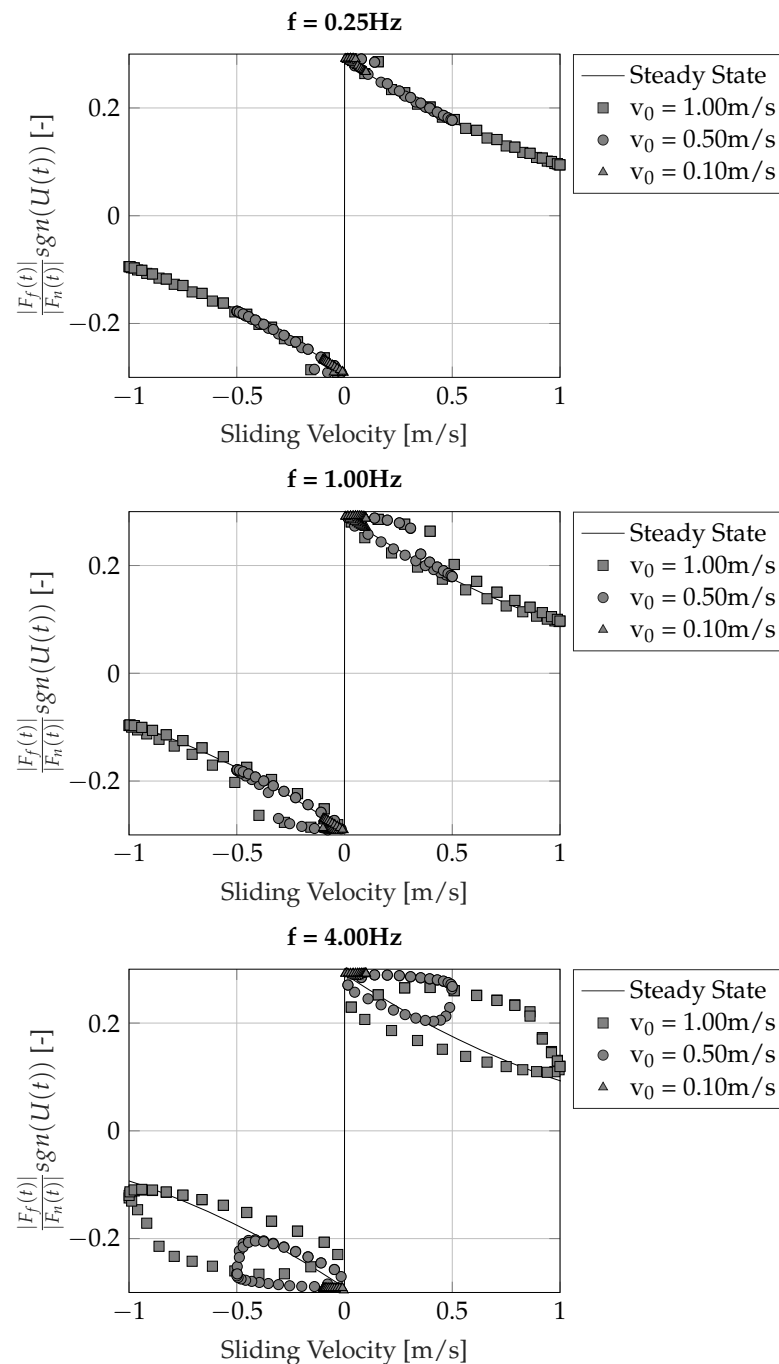 f = 0.25Hz
|F_f(t)| / |F_n(t)| sgn(U(t)) [-]
0.2
0
−0.2
−1
−0.5
0
0.5
1
Sliding Velocity [m/s]
Steady State
v_0 = 1.00m/s
v_0 = 0.50m/s
v_0 = 0.10m/s
f = 1.00Hz
|F_f(t)| / |F_n(t)| sgn(U(t)) [-]
0.2
0
−0.2
−1
−0.5
0
0.5
1
Sliding Velocity [m/s]
Steady State
v_0 = 1.00m/s
v_0 = 0.50m/s
v_0 = 0.10m/s
f = 4.00Hz
|F_f(t)| / |F_n(t)| sgn(U(t)) [-]
0.2
0
−0.2
−1
−0.5
0
0.5
1
Sliding Velocity [m/s]
Steady State
v_0 = 1.00m/s
v_0 = 0.50m/s
v_0 = 0.10m/s